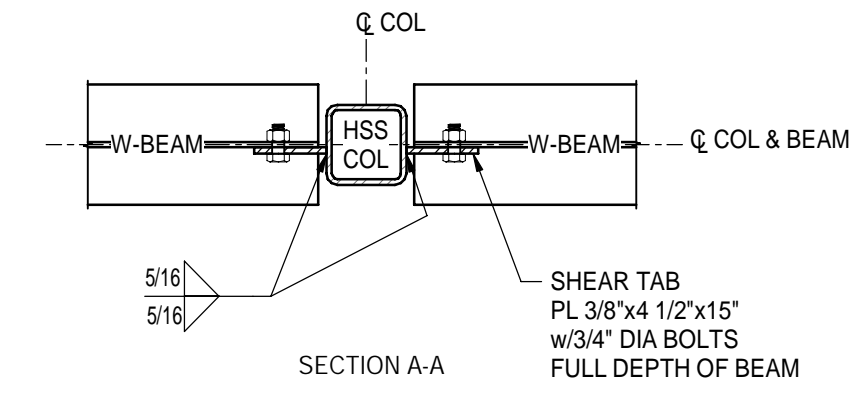 ℄ COL
W-BEAM
HSS
COL
W-BEAM
℄ COL & BEAM
5/16
5/16
SHEAR TAB
PL 3/8"x4 1/2"x15"
w/3/4" DIA BOLTS
FULL DEPTH OF BEAM
SECTION A-A